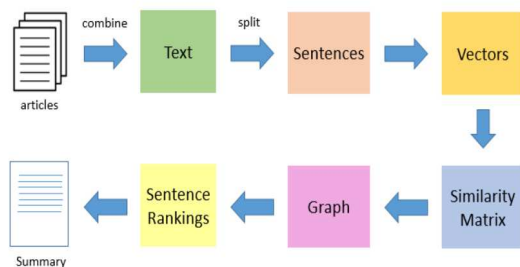 combine
split
Text
Sentences
Vectors
articles
Sentence
Rankings
Graph
Similarity
Matrix
Summary